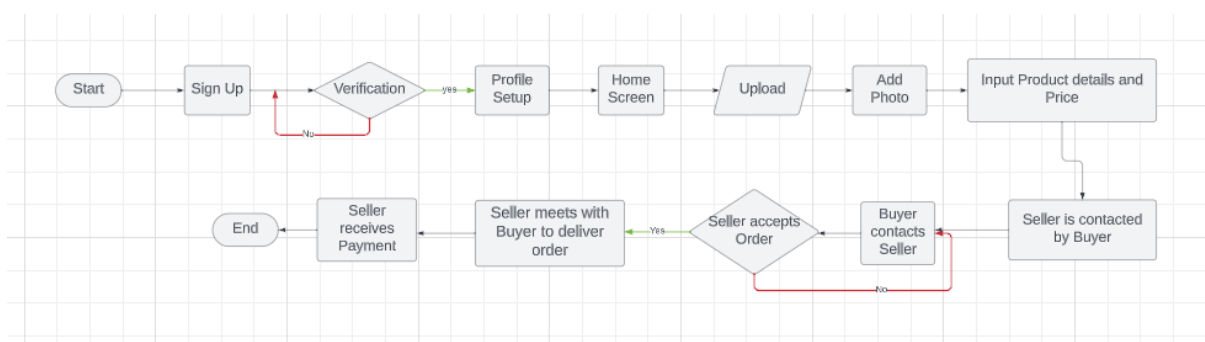 Start
Sign Up
Verification
yes
No
Profile
Setup
Home
Screen
Upload
Add
Photo
Input Product details and
Price
Seller is contacted
by Buyer
Buyer
contacts
Seller
Seller accepts
Order
Yes
No
Seller meets with
Buyer to deliver
order
Seller
receives
Payment
End